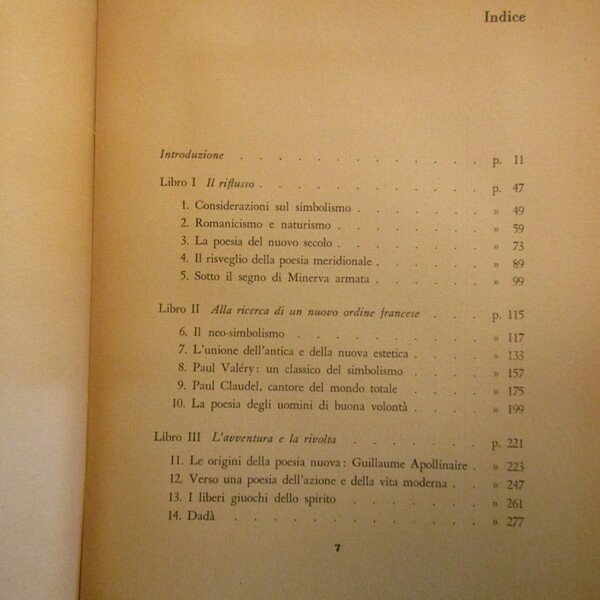 Indice
Introduzione . . . . . . . . . . . p. 11
Libro I Il riflusso . . . . . . . . . . p. 47
1. Considerazioni sul simbolismo . . . . . . » 49
2. Romanicismo e naturismo . . . . . . » 59
3. La poesia del nuovo secolo . . . . . . » 73
4. Il risveglio della poesia meridionale . . . . . » 89
5. Sotto il segno di Minerva armata . . . . . » 99
Libro II Alla ricerca di un nuovo ordine francese . . . p. 115
6. Il neo-simbolismo . . . . . . . . » 117
7. L'unione dell'antica e della nuova estetica . . . . » 133
8. Paul Valéry: un classico del simbolismo . . . . » 157
9. Paul Claudel, cantore del mondo totale . . . . » 175
10. La poesia degli uomini di buona volontà . . . . » 199
Libro III L'avventura e la rivolta . . . . . . p. 221
11. Le origini della poesia nuova: Guillaume Apollinaire . » 223
12. Verso una poesia dell'azione e della vita moderna . . » 247
13. I liberi giuochi dello spirito . . . . . . » 261
14. Dadà . . . . . . . . . . . » 277
7